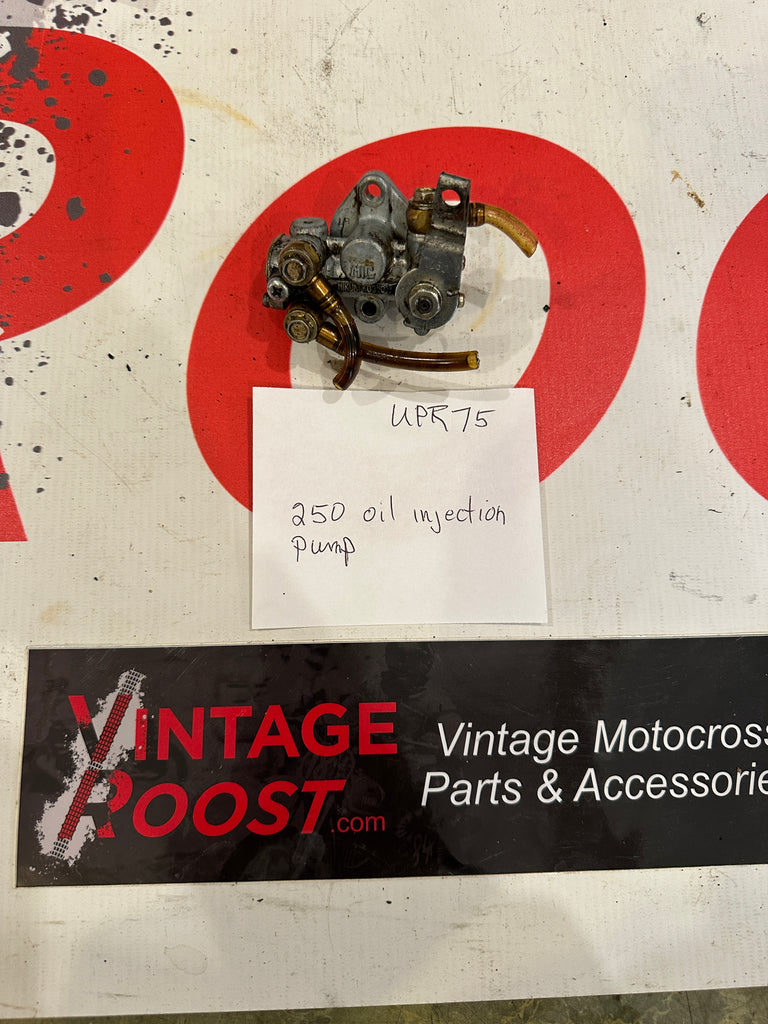 UPR75
250 oil injection
pump
VINTAGE
ROOST.com
Vintage Motocross
Parts & Accessorie